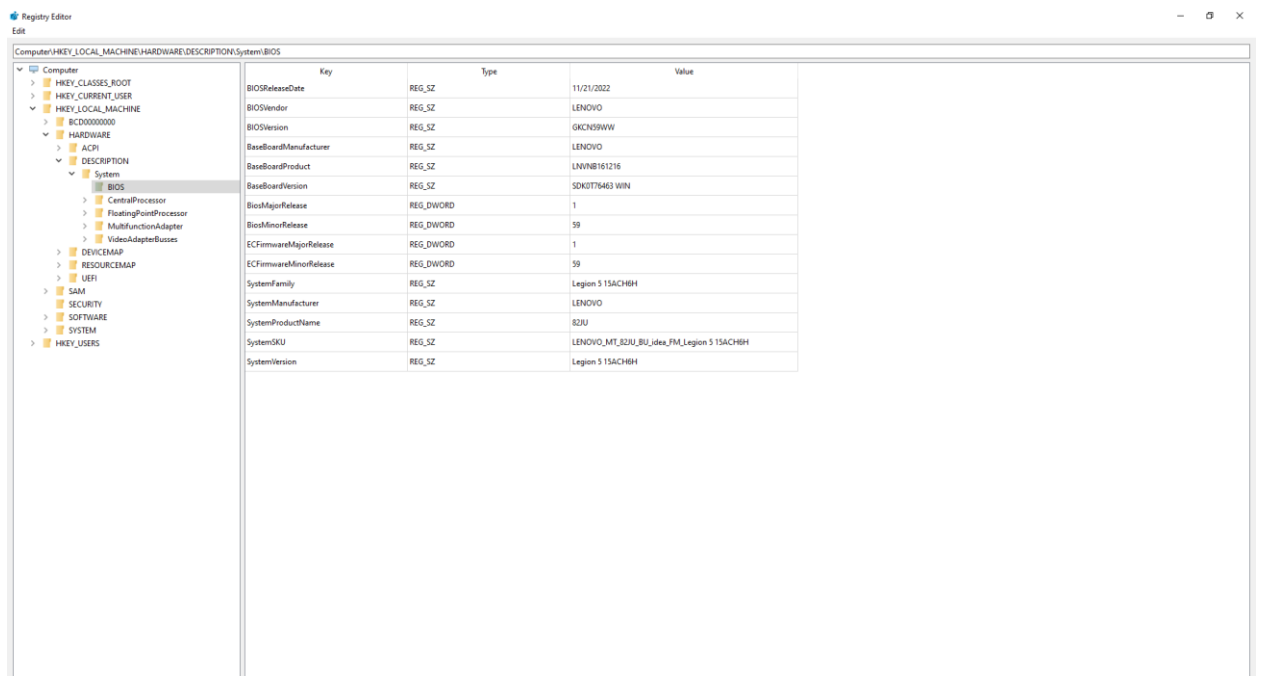 Registry Editor
Edit
Computer\HKEY_LOCAL_MACHINE\HARDWARE\DESCRIPTION\System\BIOS
Computer
HKEY_CLASSES_ROOT
HKEY_CURRENT_USER
HKEY_LOCAL_MACHINE
BCD00000000
HARDWARE
ACPI
DESCRIPTION
System
BIOS
CentralProcessor
FloatingPointProcessor
MultifunctionAdapter
VideoAdapterBusses
DEVICEMAP
RESOURCEMAP
UEFI
SAM
SECURITY
SOFTWARE
SYSTEM
HKEY_USERS
Key Type Value
BIOSReleaseDate REG_SZ 11/21/2022
BIOSVendor REG_SZ LENOVO
BIOSVersion REG_SZ GKCN59WW
BaseBoardManufacturer REG_SZ LENOVO
BaseBoardProduct REG_SZ LNVNB161216
BaseBoardVersion REG_SZ SDK0T76463 WIN
BiosMajorRelease REG_DWORD 1
BiosMinorRelease REG_DWORD 59
ECFirmwareMajorRelease REG_DWORD 1
ECFirmwareMinorRelease REG_DWORD 59
SystemFamily REG_SZ Legion 5 15ACH6H
SystemManufacturer REG_SZ LENOVO
SystemProductName REG_SZ 82JU
SystemSKU REG_SZ LENOVO_MT_82JU_BU_idea_FM_Legion 5 15ACH6H
SystemVersion REG_SZ Legion 5 15ACH6H